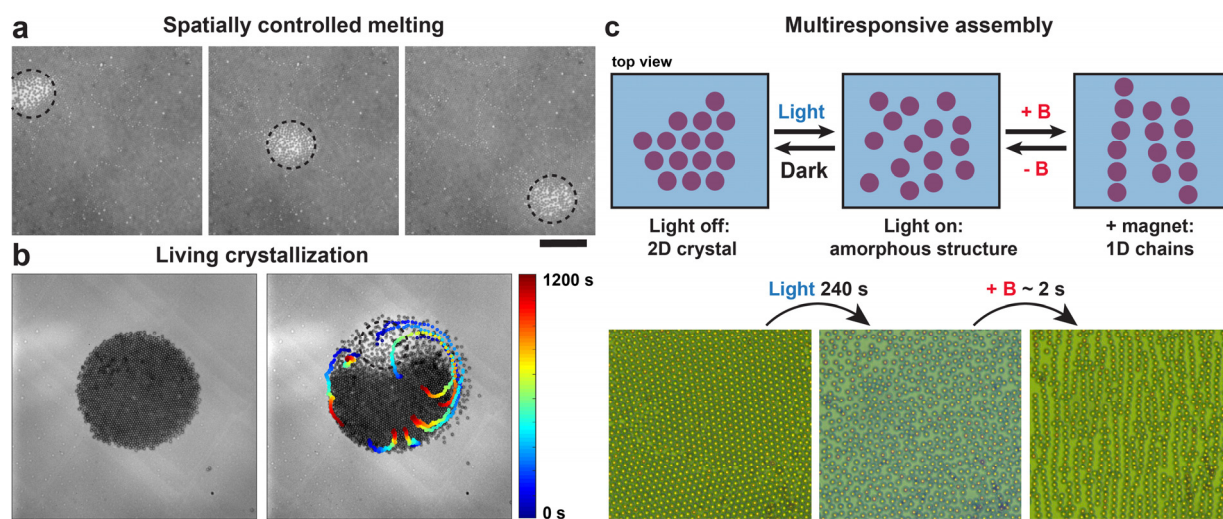 a
Spatially controlled melting
b
Living crystallization
1200 s
0 s
c
Multiresponsive assembly
top view
Light
Dark
+ B
- B
Light off:
2D crystal
Light on:
amorphous structure
+ magnet:
1D chains
Light 240 s
+ B ~ 2 s